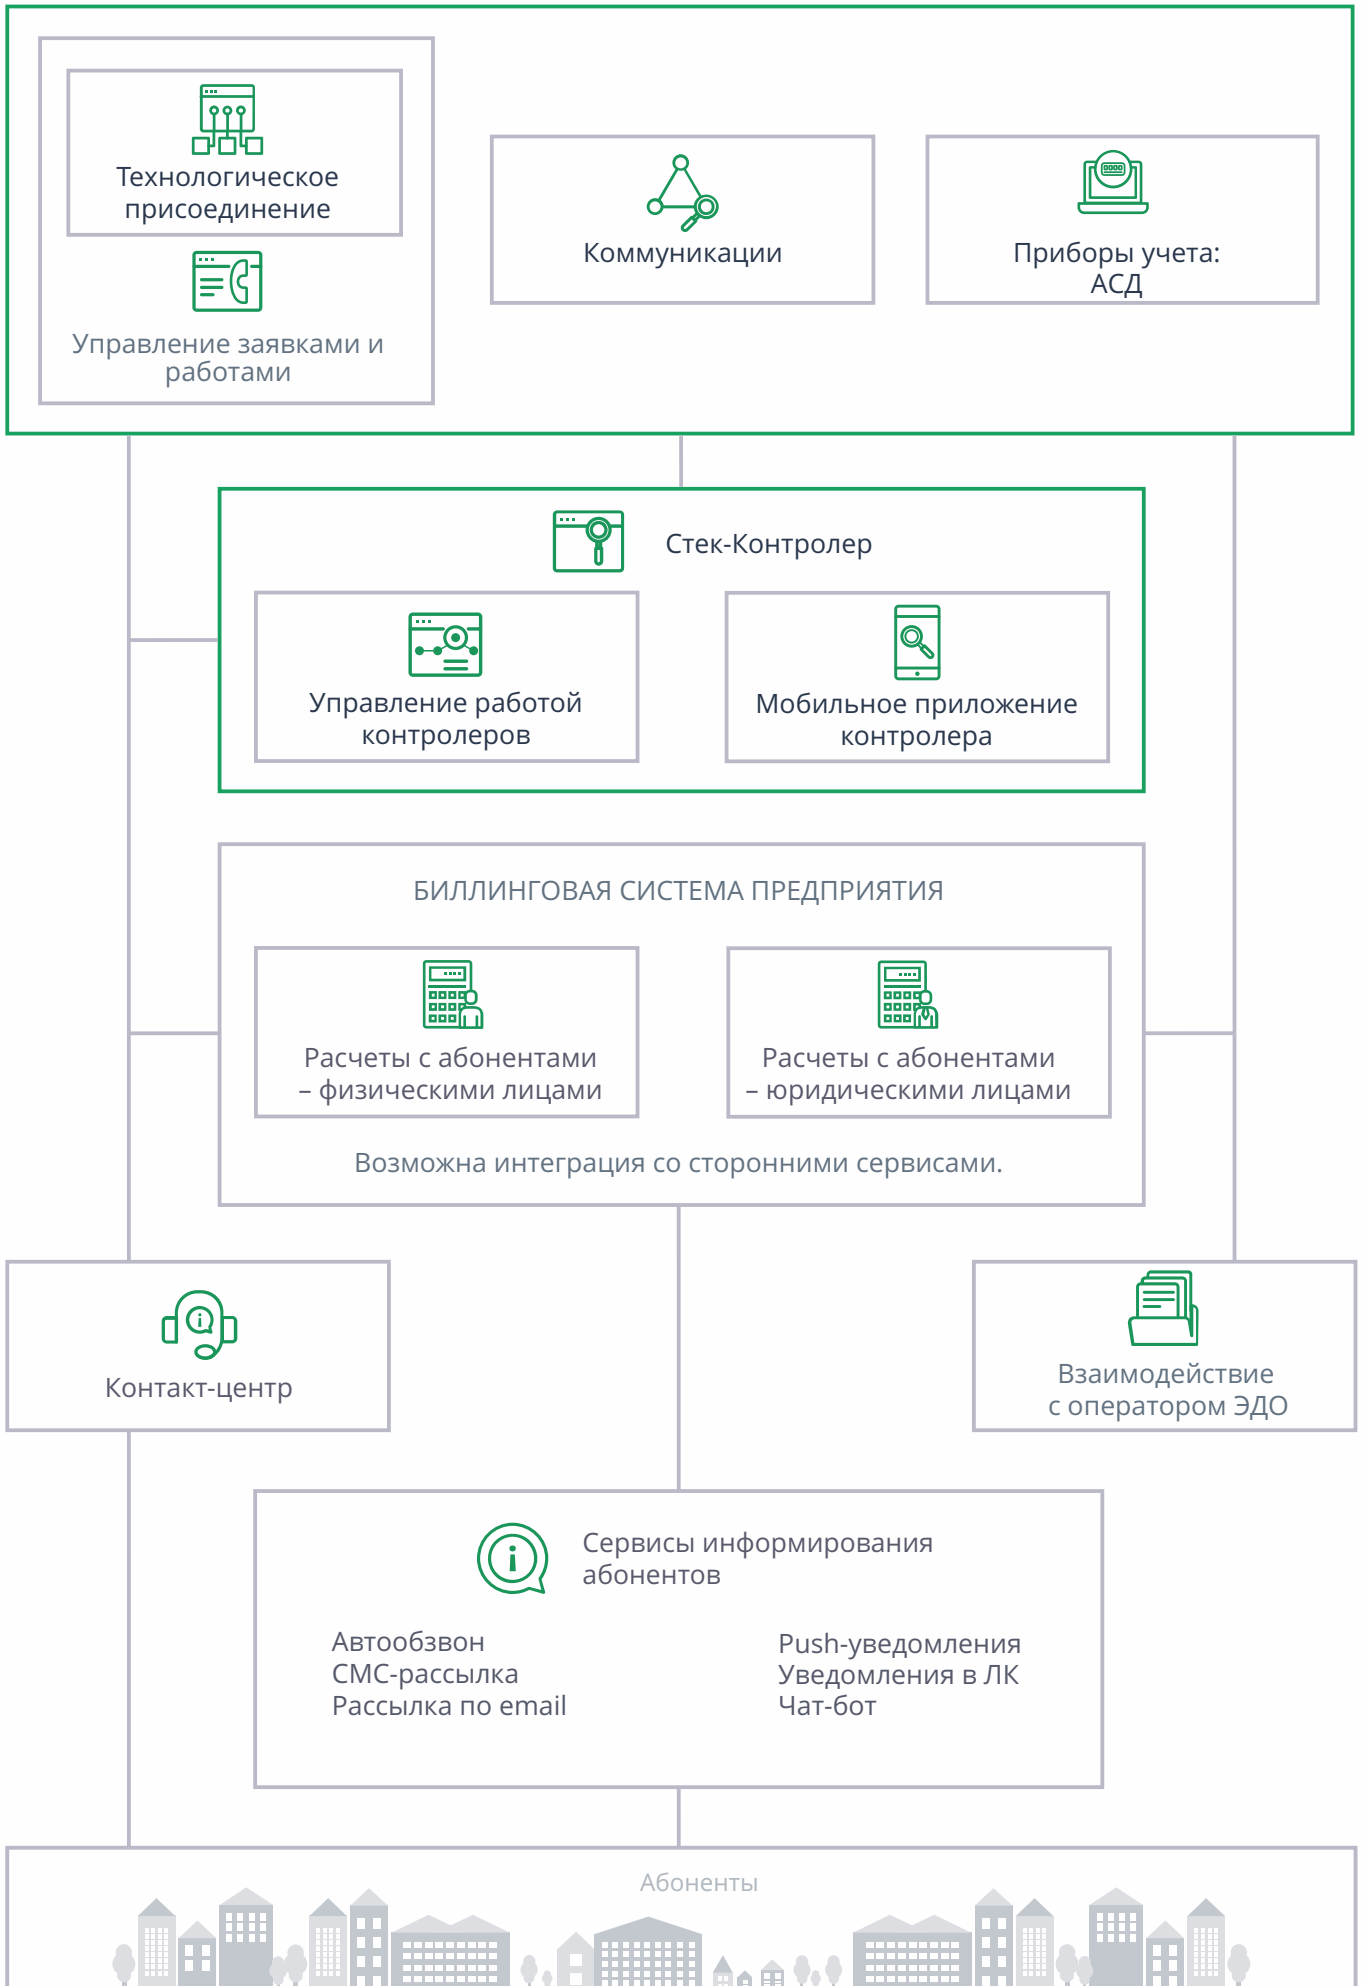 Технологическое
присоединение
Управление заявками и
работами
Коммуникации
Приборы учета:
АСД
Стек-Контролер
Управление работой
контролеров
Мобильное приложение
контролера
БИЛЛИНГОВАЯ СИСТЕМА ПРЕДПРИЯТИЯ
Расчеты с абонентами
– физическими лицами
Расчеты с абонентами
– юридическими лицами
Возможна интеграция со сторонними сервисами.
Контакт-центр
Взаимодействие
с оператором ЭДО
Сервисы информирования
абонентов
Автообзвон
СМС-рассылка
Рассылка по email
Push-уведомления
Уведомления в ЛК
Чат-бот
Абоненты